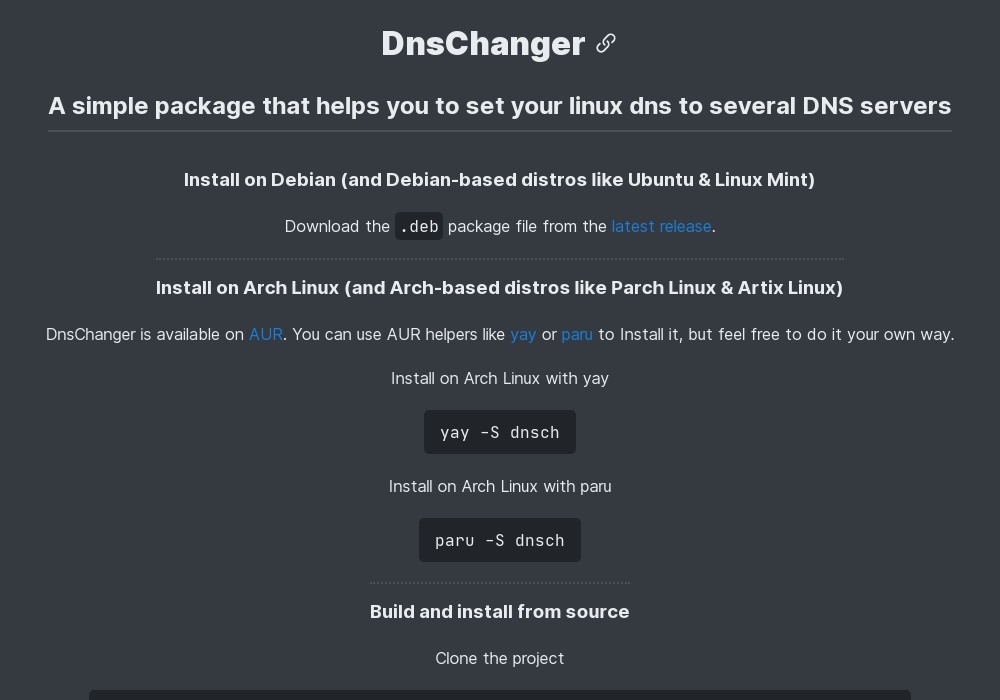 DnsChanger
A simple package that helps you to set your linux dns to several DNS servers
Install on Debian (and Debian-based distros like Ubuntu & Linux Mint)
Download the .deb package file from the latest release.
Install on Arch Linux (and Arch-based distros like Parch Linux & Artix Linux)
DnsChanger is available on AUR. You can use AUR helpers like yay or paru to Install it, but feel free to do it your own way.
Install on Arch Linux with yay
yay -S dnsch
Install on Arch Linux with paru
paru -S dnsch
Build and install from source
Clone the project